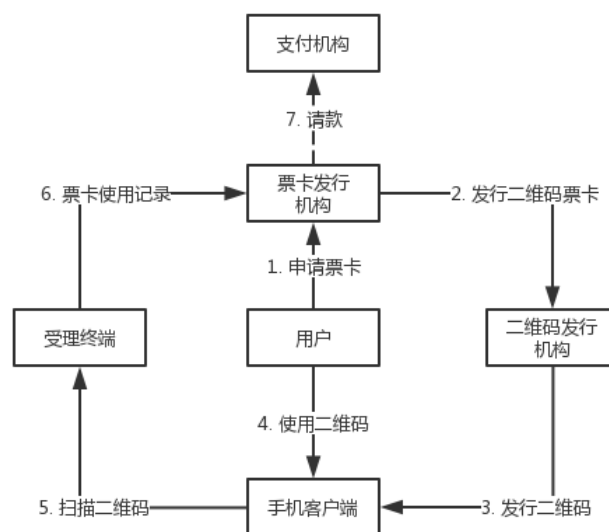 支付机构
7. 请款
6. 票卡使用记录
票卡发行
机构
2. 发行二维码票卡
1. 申请票卡
受理终端
用户
二维码发行
机构
4. 使用二维码
5. 扫描二维码
手机客户端
3. 发行二维码